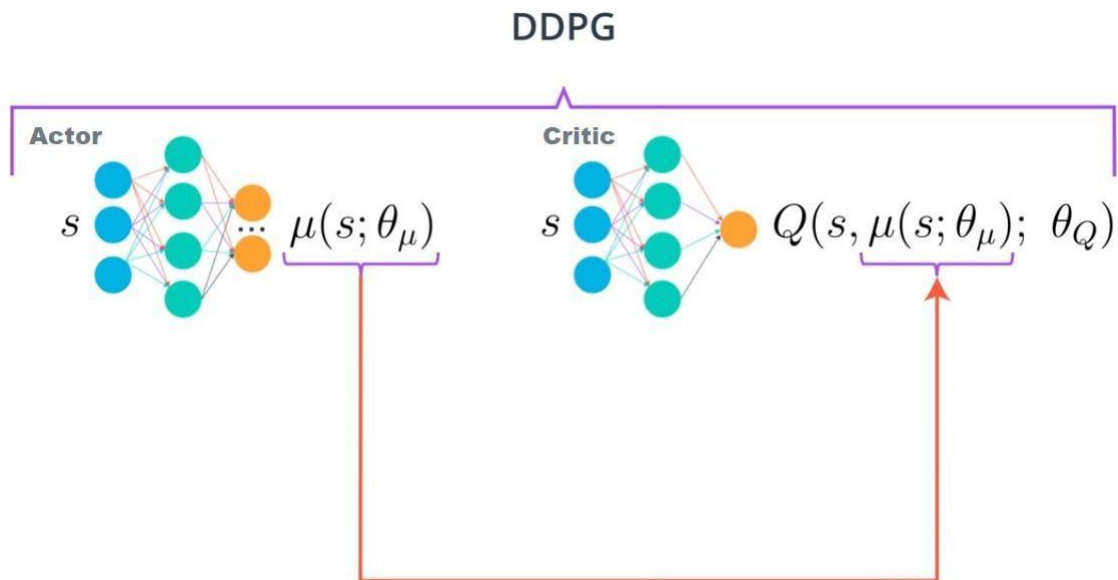 DDPG
Actor
Critic
s
... μ(s; θ_μ)
s
Q(s, μ(s; θ_μ); θ_Q)